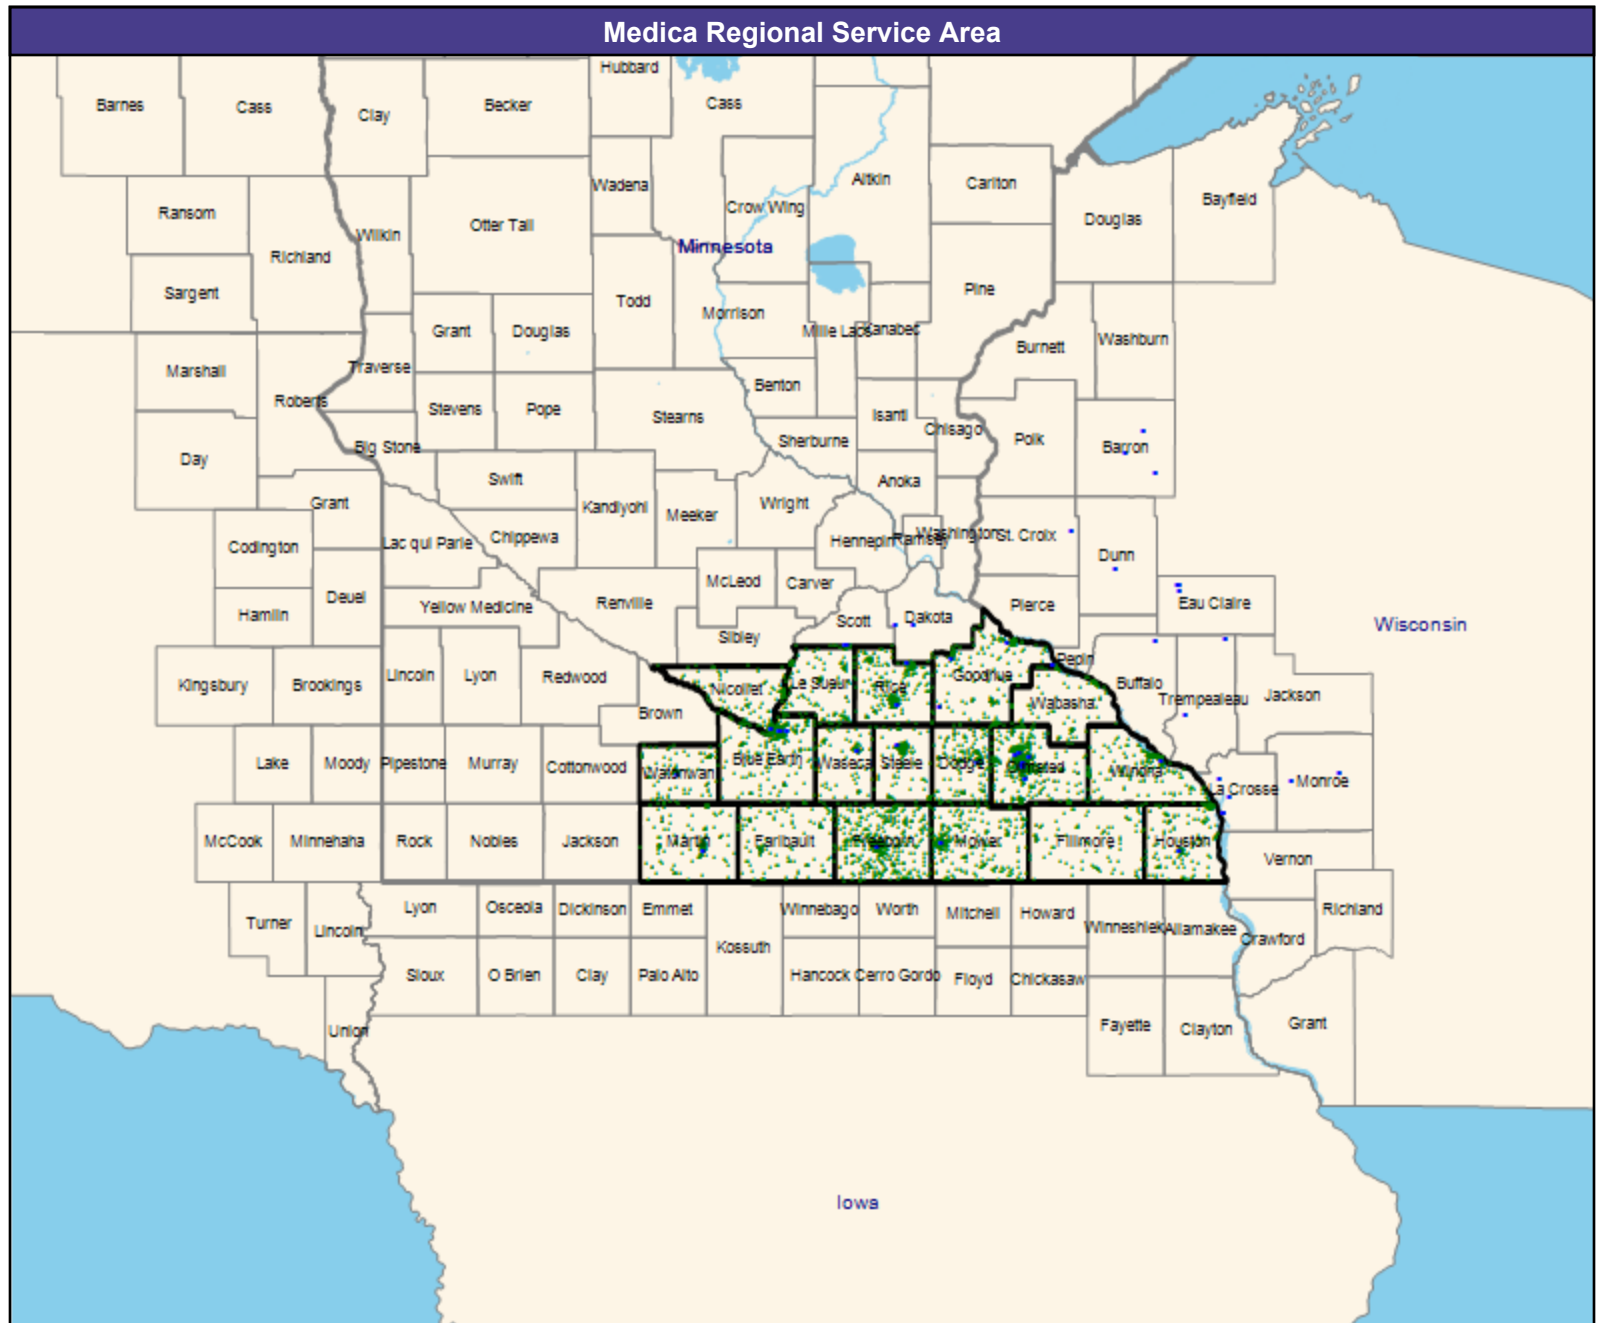 Medica Regional Service Area
Hubbard
Barnes
Cass
Clay
Becker
Cass
Wadena
Aitkin
Carlton
Ransom
Crow Wing
Bayfield
Otter Tail
Wilkin
Douglas
Minnesota
Richland
Sargent
Todd
Pine
Morrison
Grant
Douglas
Mille Lacs
Kanabec
Washburn
Burnett
Marshall
Traverse
Benton
Roberts
Stevens
Pope
Stearns
Isanti
Chisago
Polk
Barron
Sherburne
Big Stone
Day
Swift
Anoka
Grant
Kandiyohi
Meeker
Wright
Codington
Lac qui Parle
Chippewa
Hennepin
Ramsey
Washington
St. Croix
Dunn
McLeod
Carver
Deuel
Yellow Medicine
Renville
Pierce
Eau Claire
Hamlin
Scott
Dakota
Wisconsin
Sibley
Pepin
Kingsbury
Brookings
Lincoln
Lyon
Redwood
Nicollet
Le Sueur
Rice
Goodhue
Buffalo
Trempealeau
Jackson
Wabasha
Brown
Lake
Moody
Pipestone
Murray
Cottonwood
Watonwan
Blue Earth
Waseca
Steele
Dodge
Olmsted
Winona
La Crosse
Monroe
McCook
Minnehaha
Rock
Nobles
Jackson
Martin
Faribault
Freeborn
Mower
Fillmore
Houston
Vernon
Turner
Lincoln
Lyon
Osceola
Dickinson
Emmet
Winnebago
Worth
Mitchell
Howard
Winneshiek
Allamakee
Crawford
Richland
Kossuth
Sioux
O Brien
Clay
Palo Alto
Hancock
Cerro Gordo
Floyd
Chickasaw
Union
Fayette
Clayton
Grant
Iowa